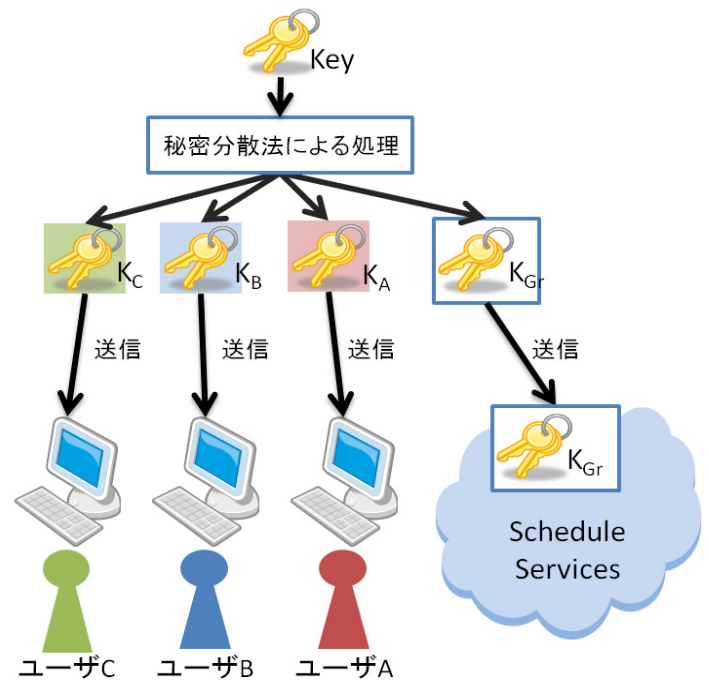 Key
秘密分散法による処理
KC
KB
KA
KGr
送信
送信
送信
送信
KGr
Schedule
Services
ユーザC
ユーザB
ユーザA